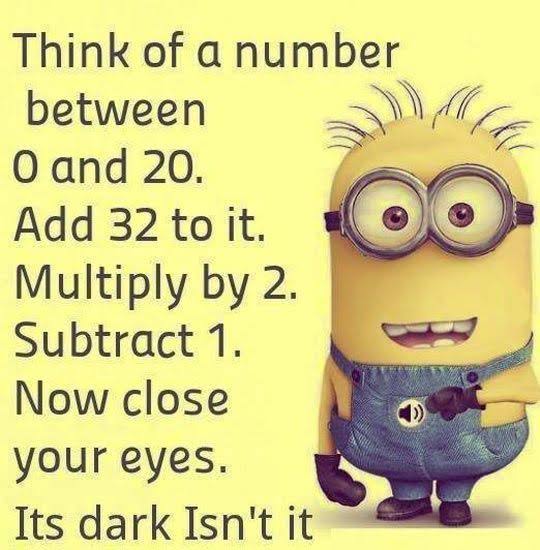 Think of a number
between
0 and 20.
Add 32 to it.
Multiply by 2.
Subtract 1.
Now close
your eyes.
Its dark Isn't it